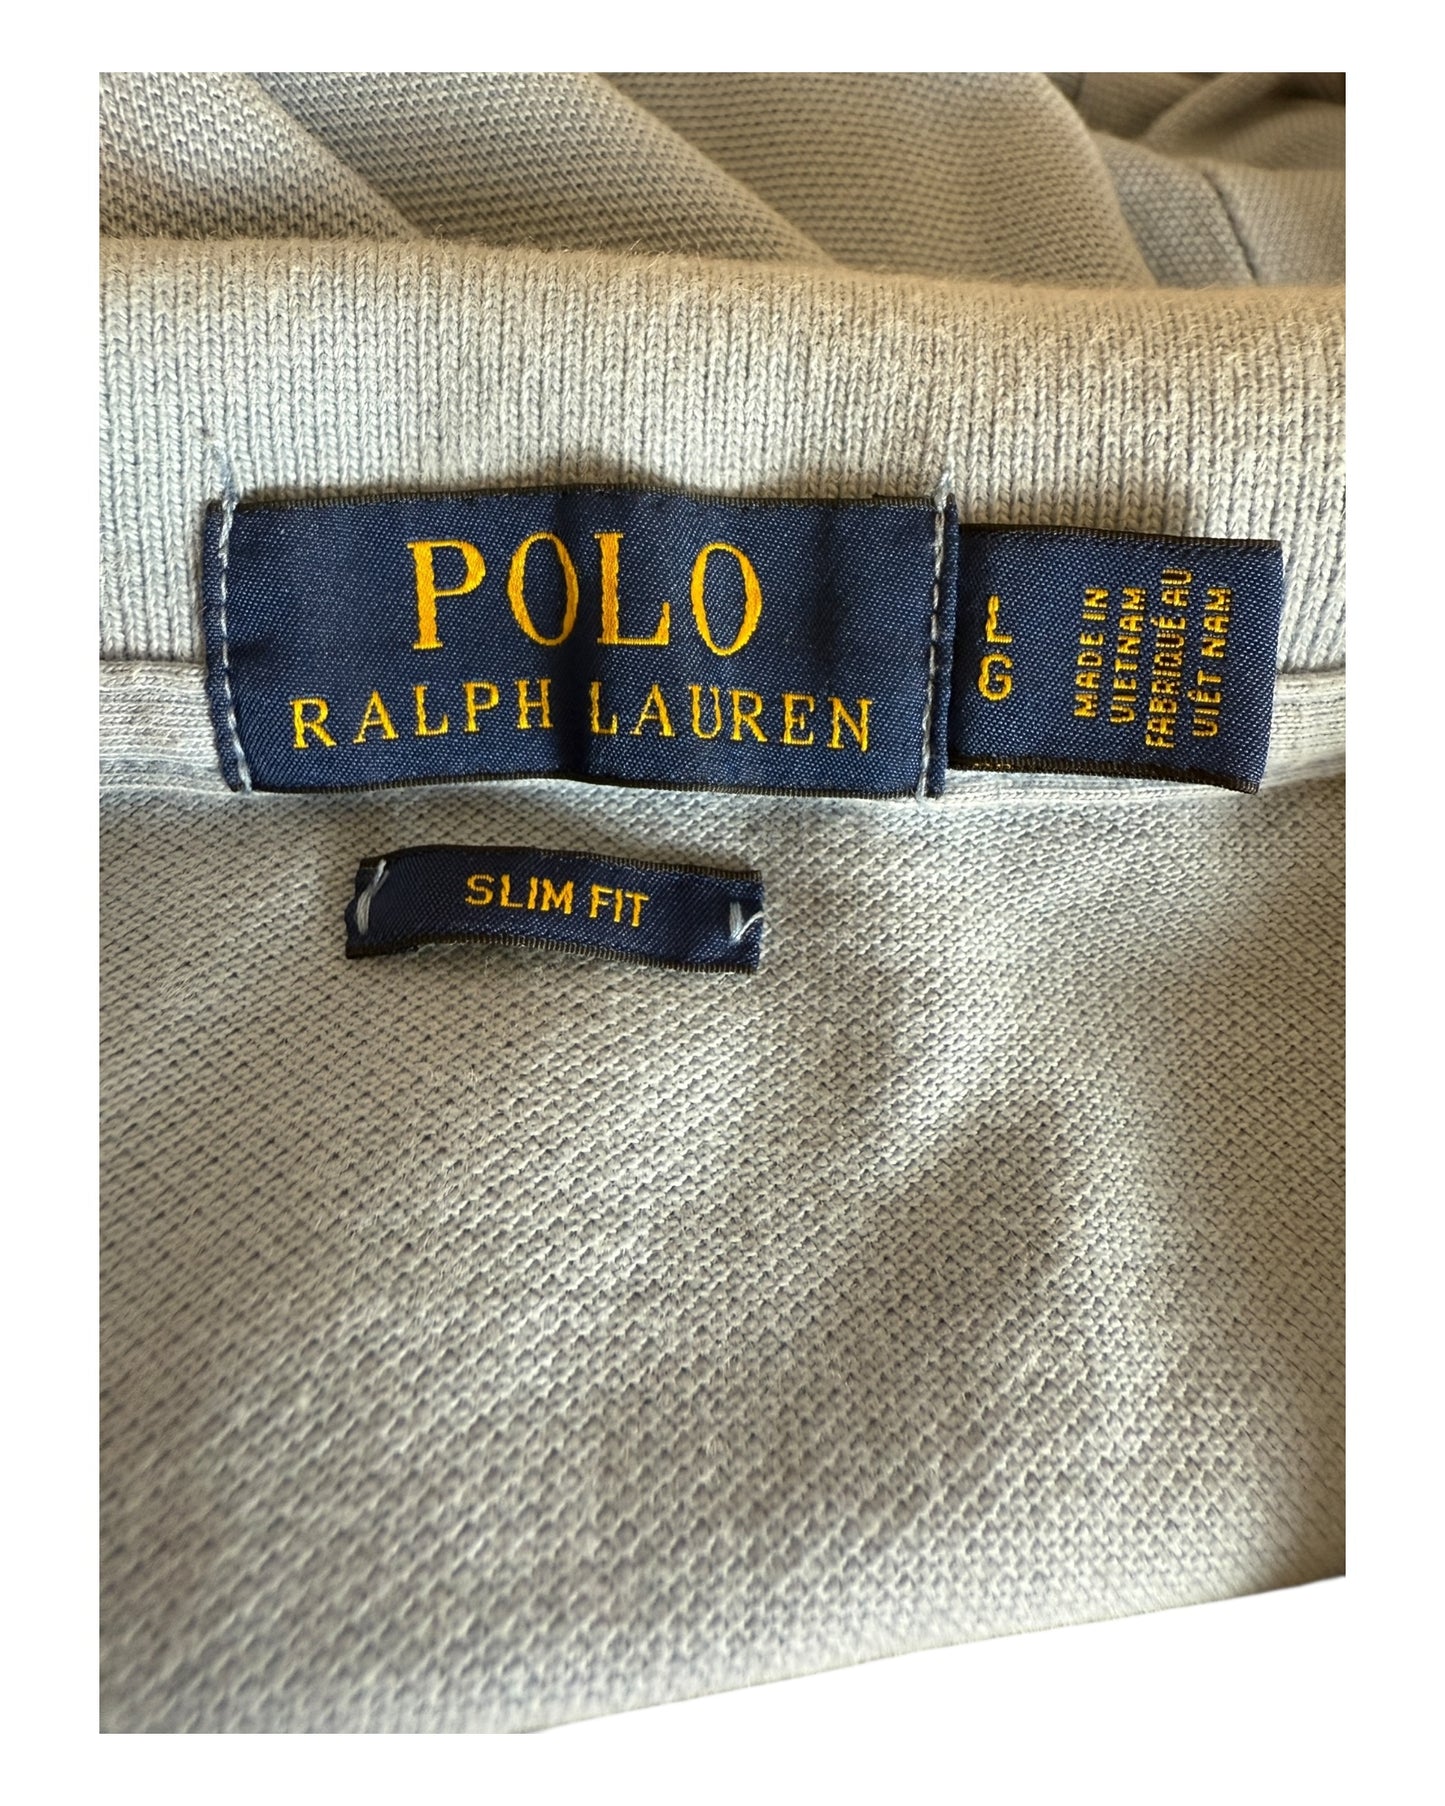 POLO
RALPH LAUREN
L
G
MADE IN
VIETNAM
FABRIQUÉ AU
VIÊT NAM
SLIM FIT